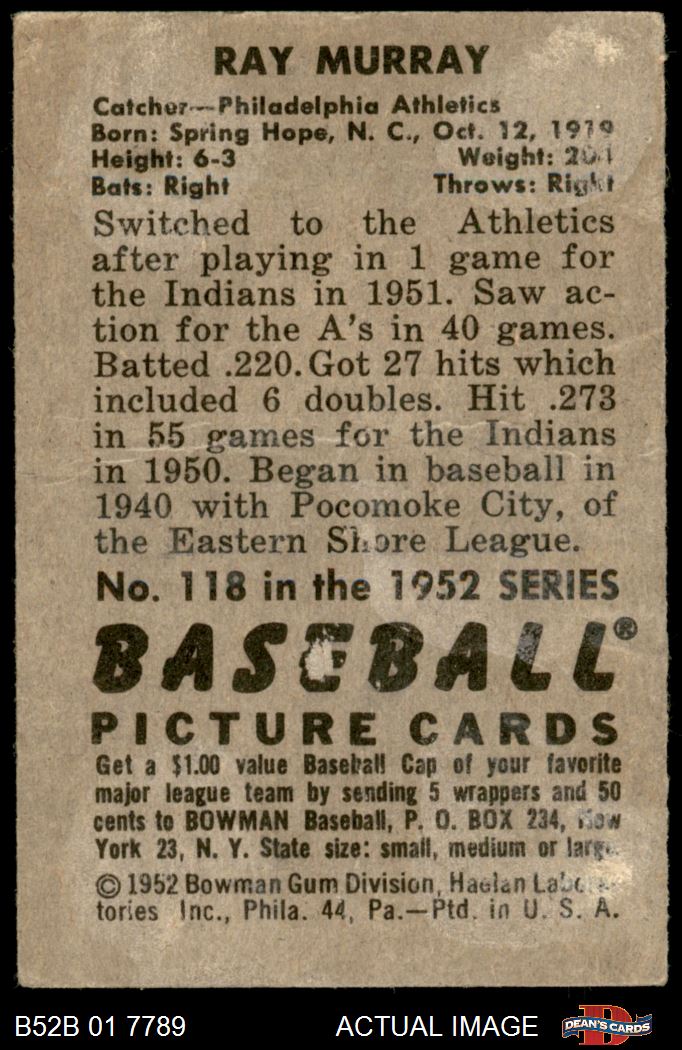 RAY MURRAY
Catcher—Philadelphia Athletics
Born: Spring Hope, N. C., Oct. 12, 1919
Height: 6-3 Weight: 204
Bats: Right Throws: Right
Switched to the Athletics
after playing in 1 game for
the Indians in 1951. Saw ac-
tion for the A's in 40 games.
Batted .220. Got 27 hits which
included 6 doubles. Hit .273
in 55 games for the Indians
in 1950. Began in baseball in
1940 with Pocomoke City, of
the Eastern Shore League.
No. 118 in the 1952 SERIES
BASEBALL®
PICTURE CARDS
Get a $1.00 value Baseball Cap of your favorite
major league team by sending 5 wrappers and 50
cents to BOWMAN Baseball, P. O. BOX 234, New
York 23, N. Y. State size: small, medium or large.
© 1952 Bowman Gum Division, Haelan Labora-
tories Inc., Phila. 44, Pa.—Ptd. in U. S. A.
B52B 01 7789 ACTUAL IMAGE DEAN'S CARDS